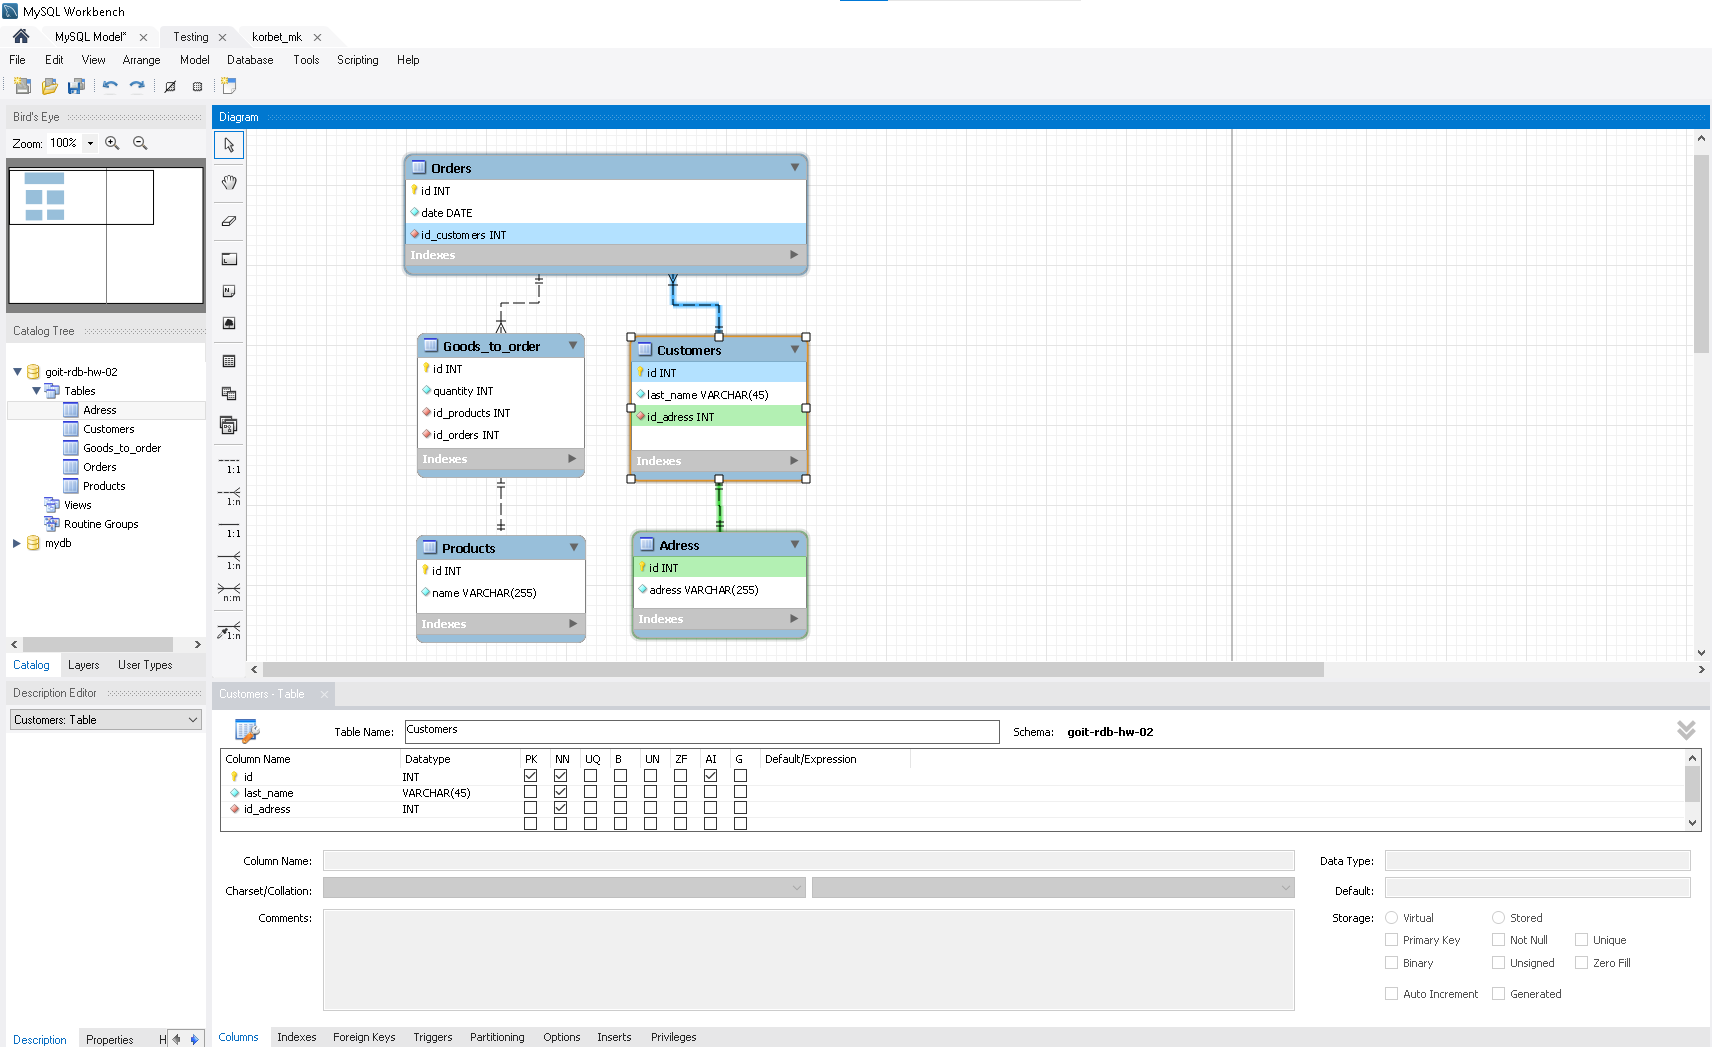 MySQL Workbench
MySQL Model* Testing korbet_mk
File Edit View Arrange Model Database Tools Scripting Help
Bird's Eye
Zoom: 100%
Catalog Tree
goit-rdb-hw-02
Tables
Adress
Customers
Goods_to_order
Orders
Products
Views
Routine Groups
mydb
Catalog Layers User Types
Description Editor
Customers: Table
Description Properties H
Diagram
1:1
1:n
1:1
1:n
n:m
1:n
Orders
id INT
date DATE
id_customers INT
Indexes
Goods_to_order
id INT
quantity INT
id_products INT
id_orders INT
Indexes
Customers
id INT
last_name VARCHAR(45)
id_adress INT
Indexes
Products
id INT
name VARCHAR(255)
Indexes
Adress
id INT
adress VARCHAR(255)
Indexes
Customers - Table
Table Name: Customers Schema: goit-rdb-hw-02
Column Name Datatype PK NN UQ B UN ZF AI G Default/Expression
id INT
last_name VARCHAR(45)
id_adress INT
Column Name: Data Type:
Charset/Collation: Default:
Comments: Storage: Virtual Stored
Primary Key Not Null Unique
Binary Unsigned Zero Fill
Auto Increment Generated
Columns Indexes Foreign Keys Triggers Partitioning Options Inserts Privileges